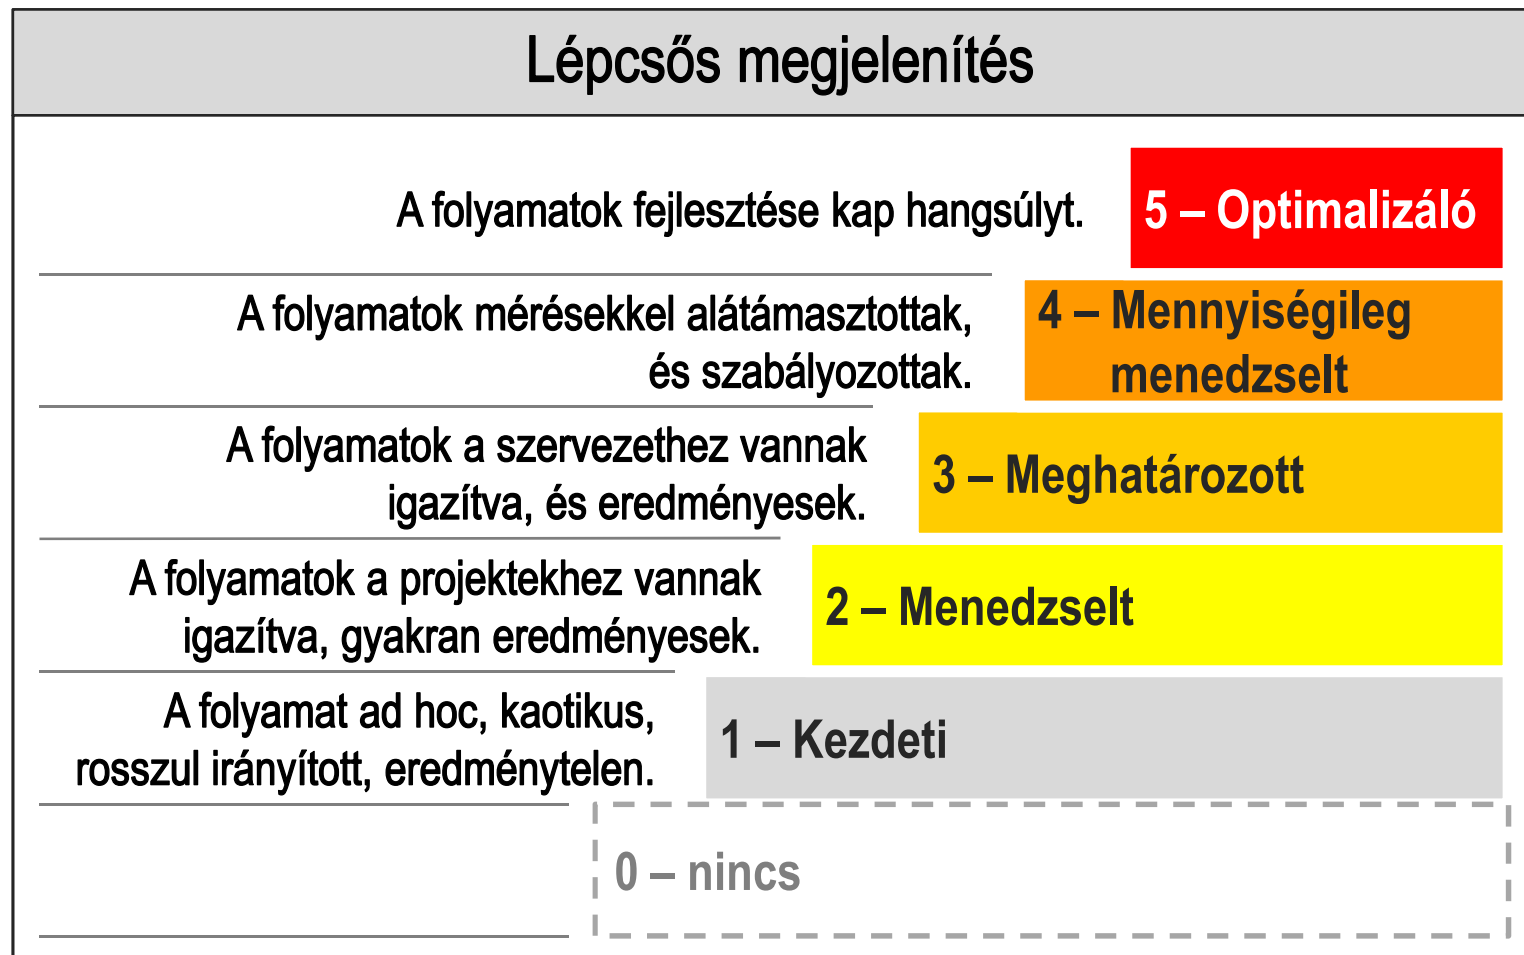 Lépcsős megjelenítés
A folyamatok fejlesztése kap hangsúlyt.
5 – Optimalizáló
A folyamatok mérésekkel alátámasztottak,
és szabályozottak.
4 – Mennyiségileg
menedzselt
A folyamatok a szervezethez vannak
igazítva, és eredményesek.
3 – Meghatározott
A folyamatok a projektekhez vannak
igazítva, gyakran eredményesek.
2 – Menedzselt
A folyamat ad hoc, kaotikus,
rosszul irányított, eredménytelen.
1 – Kezdeti
0 – nincs